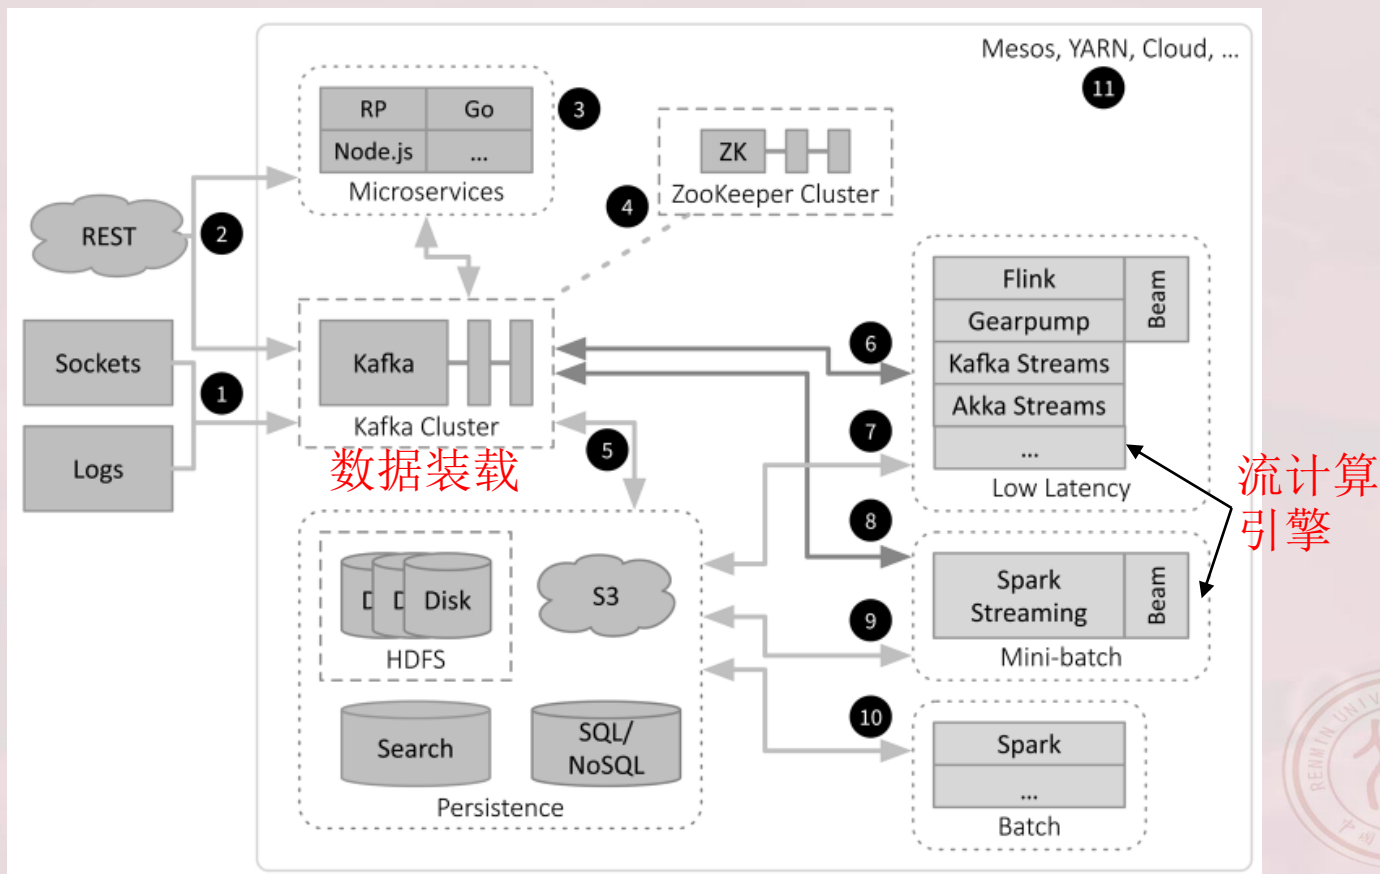 Mesos, YARN, Cloud, ...
11
RP
Go
Node.js
...
Microservices
3
ZK
ZooKeeper Cluster
4
REST
2
Sockets
Logs
1
Kafka
Kafka Cluster
数据装载
5
6
7
8
9
10
Flink
Gearpump
Beam
Kafka Streams
Akka Streams
...
Low Latency
流计算
引擎
Spark
Streaming
Beam
Mini-batch
Spark
...
Batch
D
D
Disk
HDFS
S3
Search
SQL/
NoSQL
Persistence
RENMIN UNIV